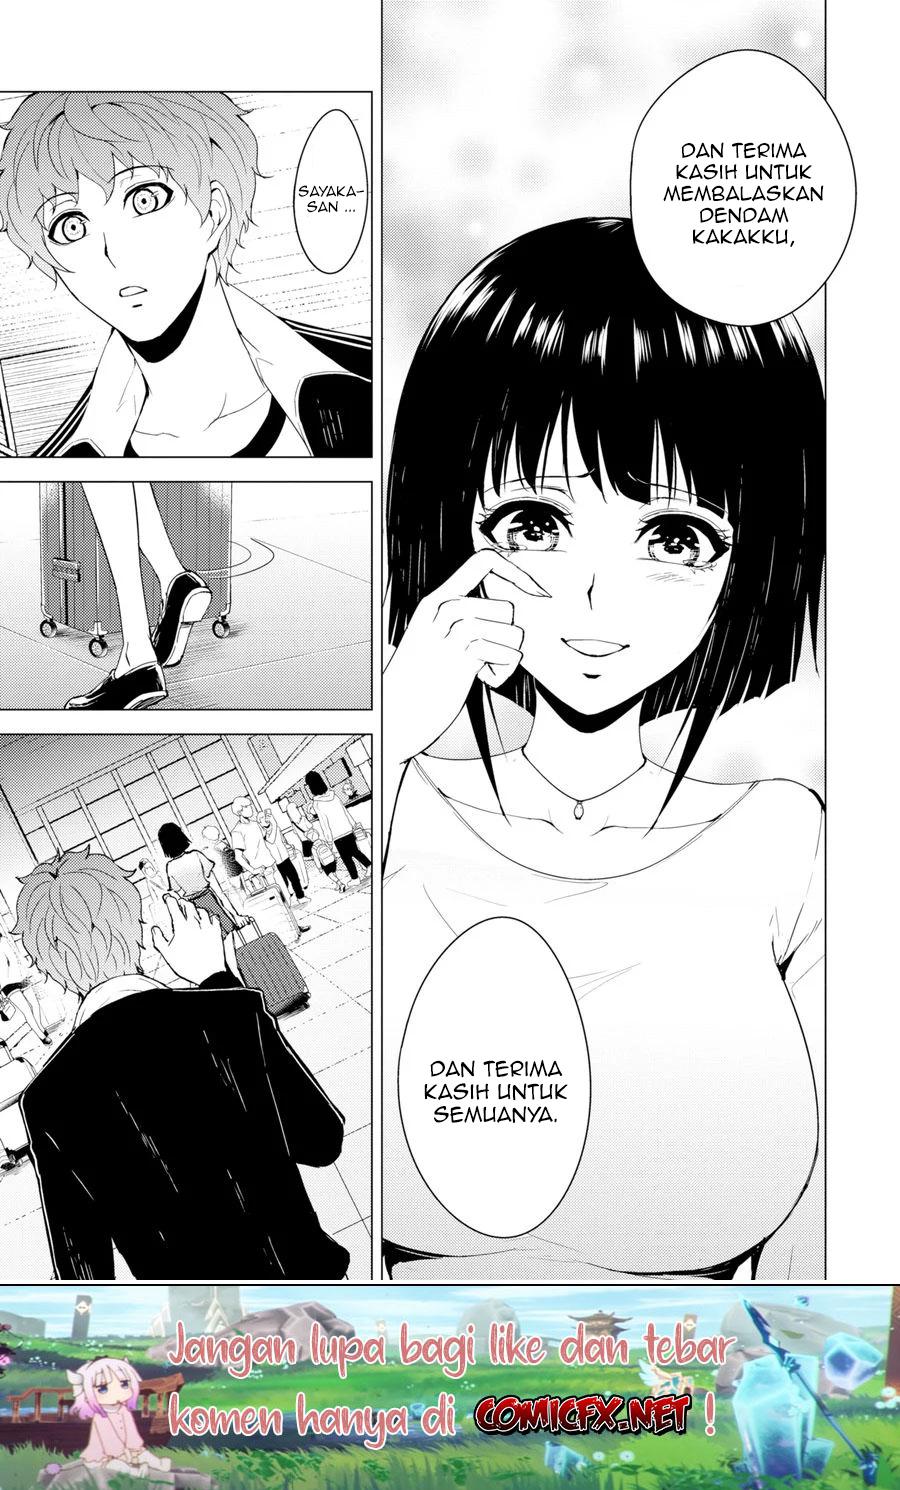 DAN TERIMA
KASIH UNTUK
MEMBALASKAN
DENDAM
KAKAKKU,
DAN TERIMA
KASIH UNTUK
SEMUANYA.
SAYAKA-
SAN ...
Jangan lupa bagi like dan tebar
komen hanya di COMICFX.NET !